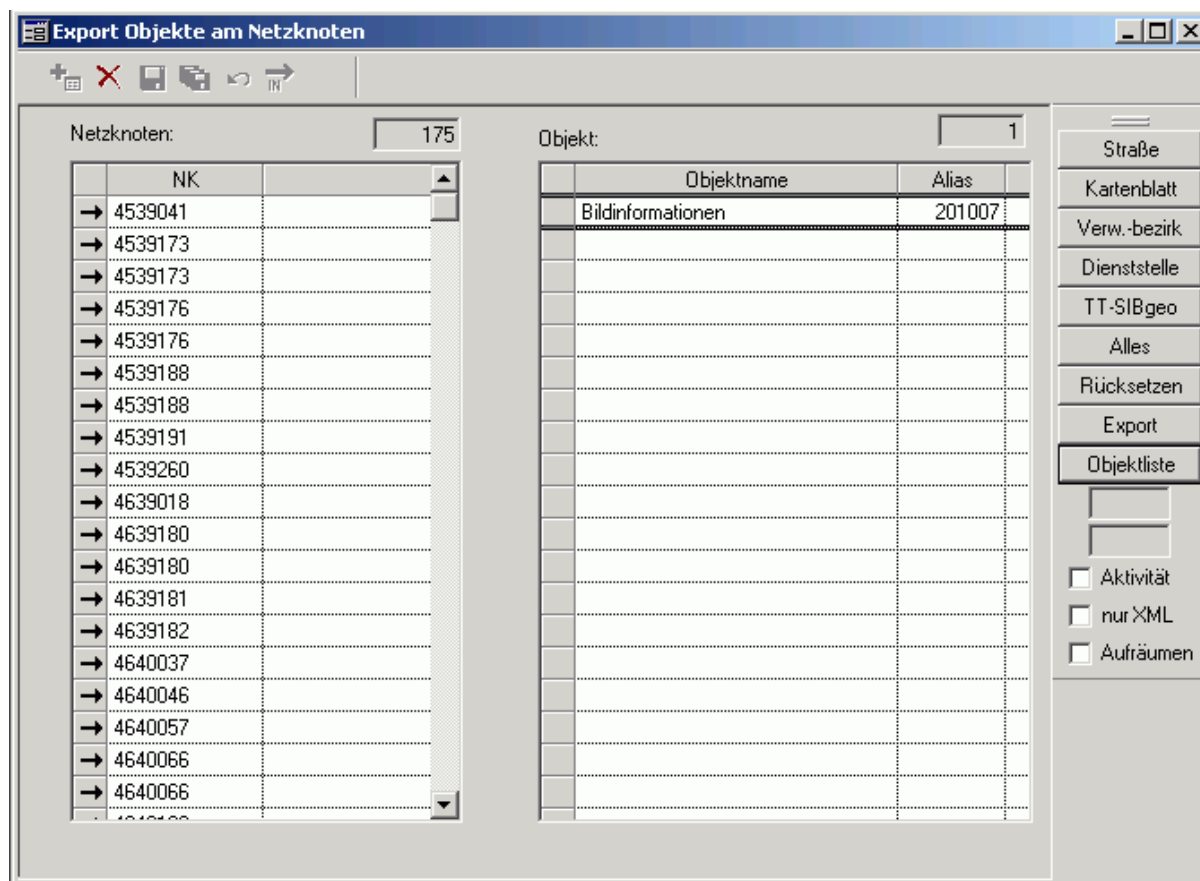 Export Objekte am Netzknoten
IN
Netzknoten: 175
NK
4539041
4539173
4539173
4539176
4539176
4539188
4539188
4539191
4539260
4639018
4639180
4639180
4639181
4639182
4640037
4640046
4640057
4640066
4640066
Objekt: 1
Objektname Alias
Bildinformationen 201007
Straße
Kartenblatt
Verw.-bezirk
Dienststelle
TT-SIBgeo
Alles
Rücksetzen
Export
Objektliste
Aktivität
nur XML
Aufräumen